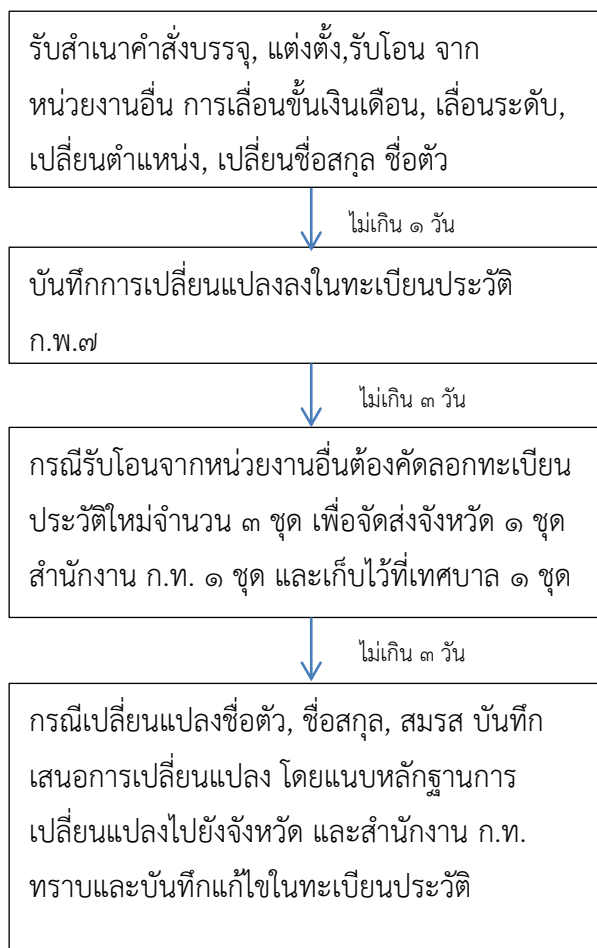 รับสำเนาคำสั่งบรรจุ, แต่งตั้ง,รับโอน จาก
หน่วยงานอื่น การเลื่อนขั้นเงินเดือน, เลื่อนระดับ,
เปลี่ยนตำแหน่ง, เปลี่ยนชื่อสกุล ชื่อตัว
ไม่เกิน ๑ วัน
บันทึกการเปลี่ยนแปลงลงในทะเบียนประวัติ
ก.พ.๗
ไม่เกิน ๓ วัน
กรณีรับโอนจากหน่วยงานอื่นต้องคัดลอกทะเบียน
ประวัติใหม่จำนวน ๓ ชุด เพื่อจัดส่งจังหวัด ๑ ชุด
สำนักงาน ก.ท. ๑ ชุด และเก็บไว้ที่เทศบาล ๑ ชุด
ไม่เกิน ๓ วัน
กรณีเปลี่ยนแปลงชื่อตัว, ชื่อสกุล, สมรส บันทึก
เสนอการเปลี่ยนแปลง โดยแนบหลักฐานการ
เปลี่ยนแปลงไปยังจังหวัด และสำนักงาน ก.ท.
ทราบและบันทึกแก้ไขในทะเบียนประวัติ